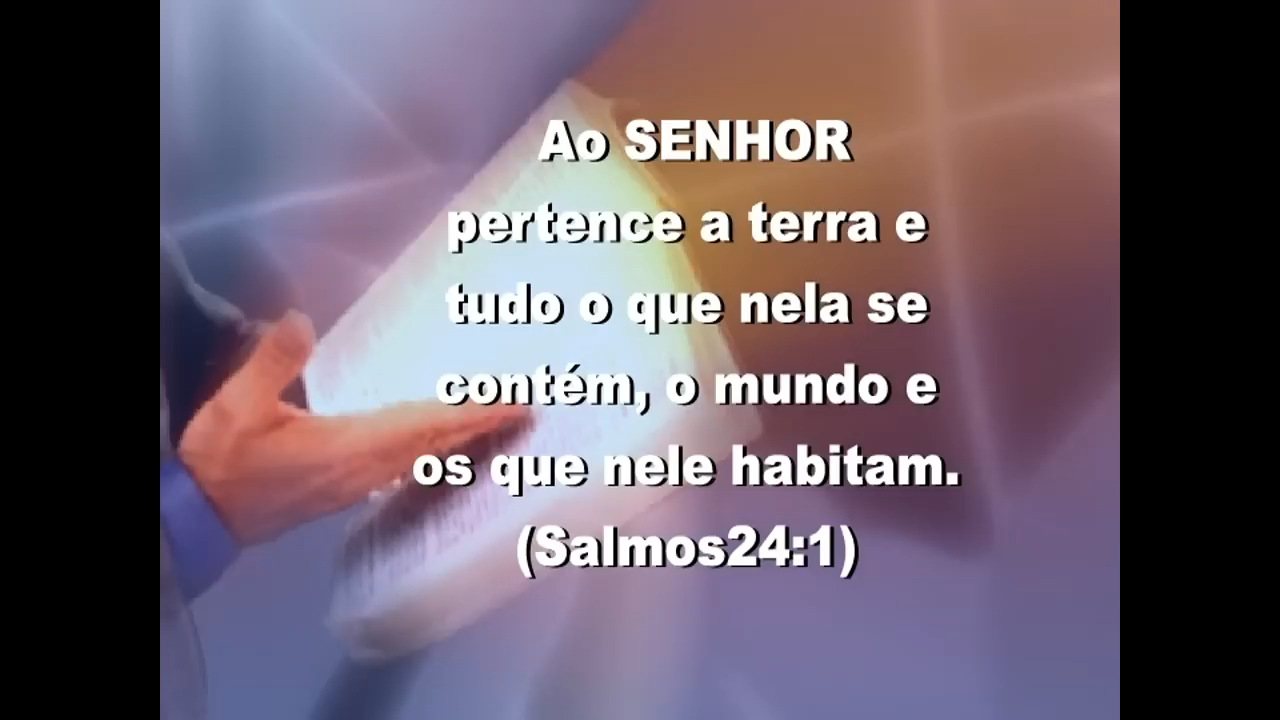 Ao SENHOR
pertence a terra e
tudo o que nela se
contém, o mundo e
os que nele habitam.
(Salmos24:1)